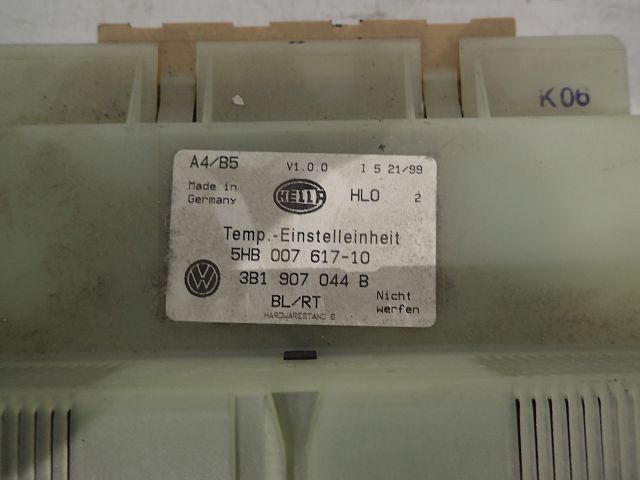 K06
A4/B5 V1.0.0 I 5 21/99
Made in
Germany
HELLA
HLO 2
Temp.-Einstelleinheit
5HB 007 617-10
3B1 907 044 B
BL/RT
Nicht
werfen
HARDWARESTAND 6